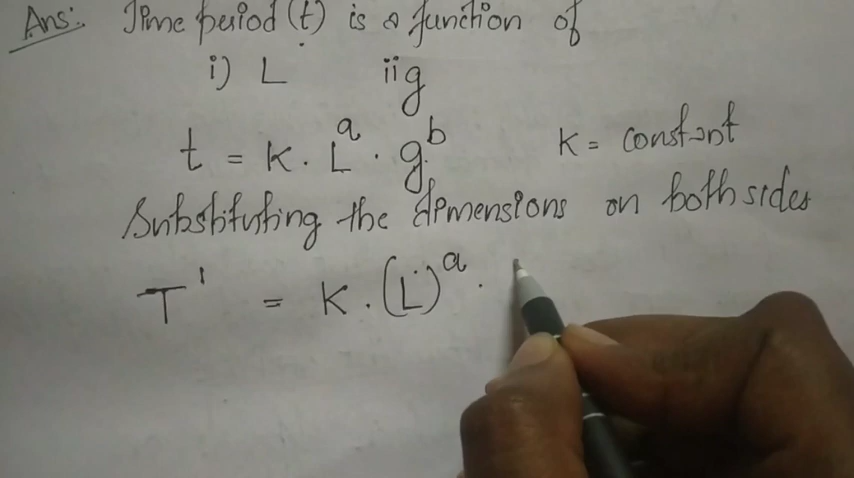 Ans:. Time period (t) is a function of
i) L ii g
t = K . L^a . g^b K = constant
Substituting the dimensions on both sides
T^1 = K . (L)^a .